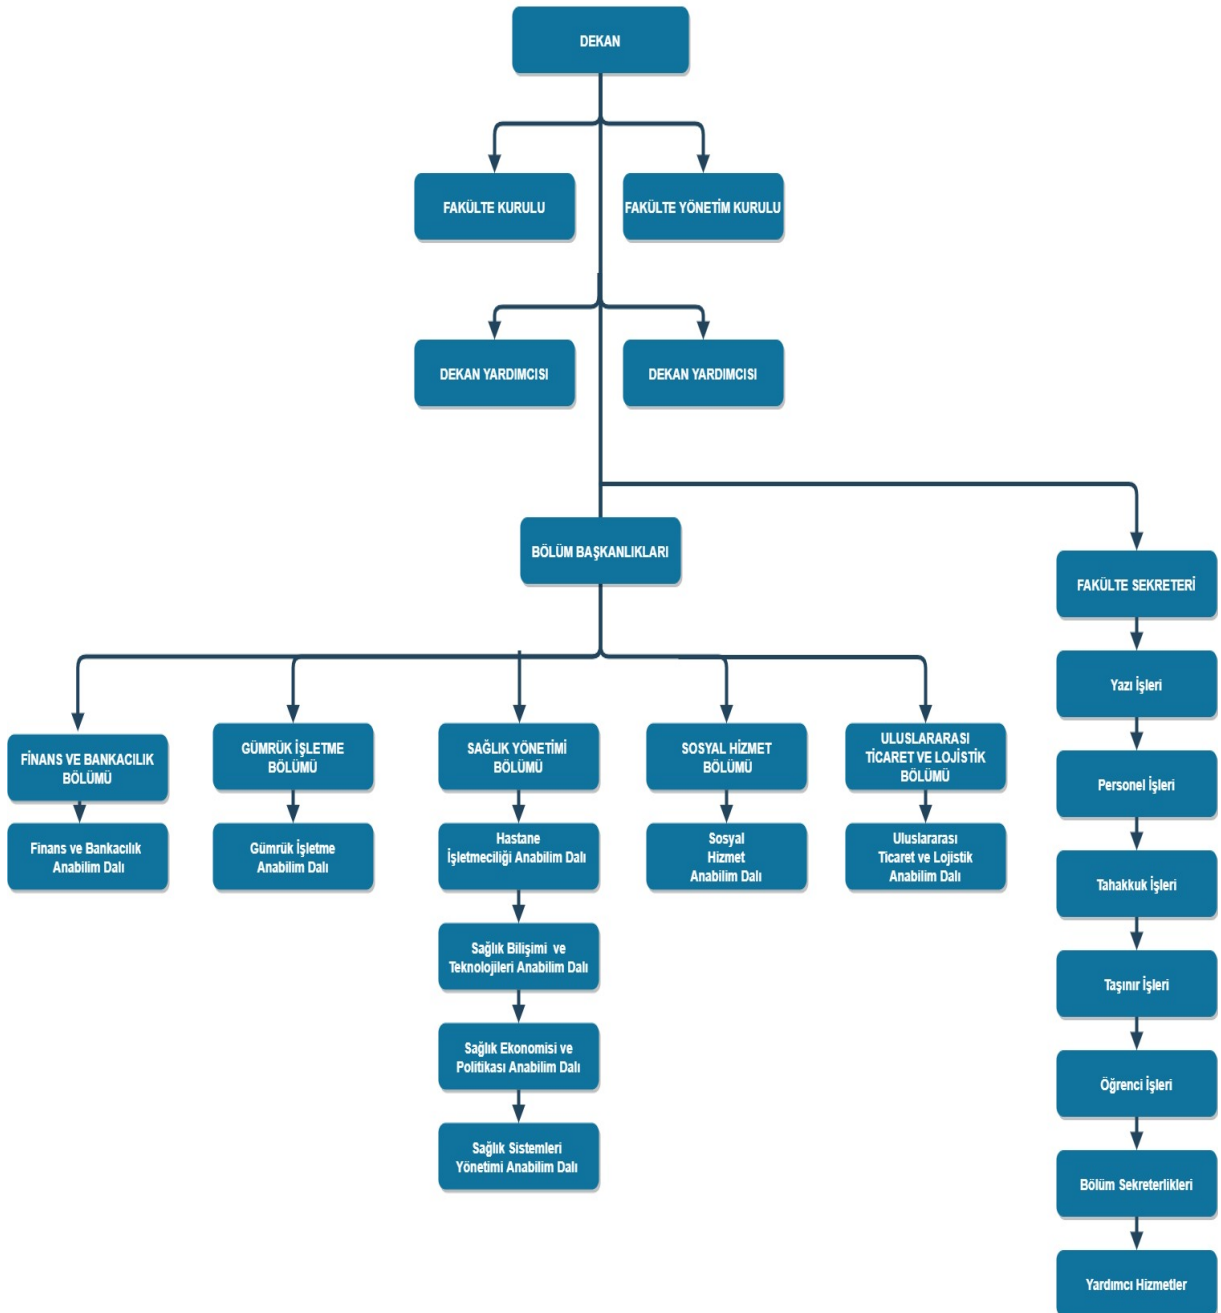 DEKAN
FAKÜLTE KURULU
FAKÜLTE YÖNETİM KURULU
DEKAN YARDIMCISI
DEKAN YARDIMCISI
BÖLÜM BAŞKANLIKLARI
FAKÜLTE SEKRETERİ
Yazı İşleri
Personel İşleri
Tahakkuk İşleri
Taşınır İşleri
Öğrenci İşleri
Bölüm Sekreterlikleri
Yardımcı Hizmetler
FİNANS VE BANKACILIK
BÖLÜMÜ
Finans ve Bankacılık
Anabilim Dalı
GÜMRÜK İŞLETME
BÖLÜMÜ
Gümrük İşletme
Anabilim Dalı
SAĞLIK YÖNETİMİ
BÖLÜMÜ
Hastane
İşletmeciliği Anabilim Dalı
Sağlık Bilişimi ve
Teknolojileri Anabilim Dalı
Sağlık Ekonomisi ve
Politikası Anabilim Dalı
Sağlık Sistemleri
Yönetimi Anabilim Dalı
SOSYAL HİZMET
BÖLÜMÜ
Sosyal
Hizmet
Anabilim Dalı
ULUSLARARASI
TİCARET VE LOJİSTİK
BÖLÜMÜ
Uluslararası
Ticaret ve Lojistik
Anabilim Dalı